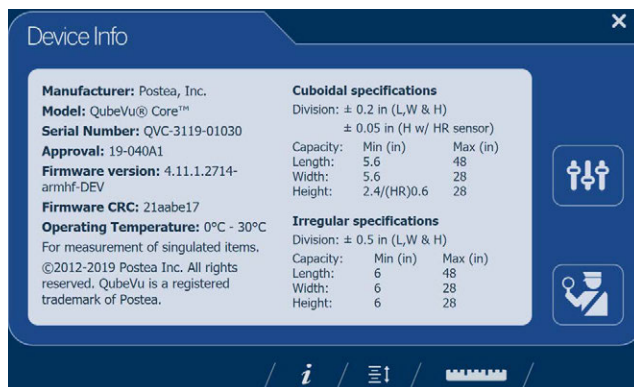 Device Info
Manufacturer: Postea, Inc.
Model: QubeVu® Core™
Serial Number: QVC-3119-01030
Approval: 19-040A1
Firmware version: 4.11.1.2714-
armhf-DEV
Firmware CRC: 21aabe17
Operating Temperature: 0°C - 30°C
For measurement of singulated items.
©2012-2019 Postea Inc. All rights
reserved. QubeVu is a registered
trademark of Postea.
Cuboidal specifications
Division: ± 0.2 in (L,W & H)
± 0.05 in (H w/ HR sensor)
Capacity: Min (in) Max (in)
Length: 5.6 48
Width: 5.6 28
Height: 2.4/(HR)0.6 28
Irregular specifications
Division: ± 0.5 in (L,W & H)
Capacity: Min (in) Max (in)
Length: 6 48
Width: 6 28
Height: 6 28